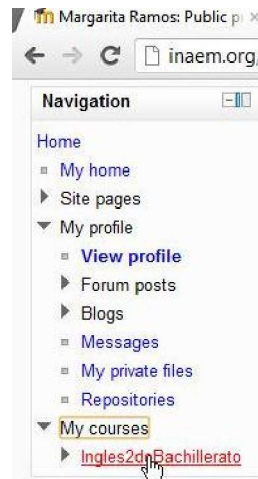 Margarita Ramos: Public p
inaem.org,
Navigation
Home
My home
Site pages
My profile
View profile
Forum posts
Blogs
Messages
My private files
Repositories
My courses
Ingles2deBachillerato